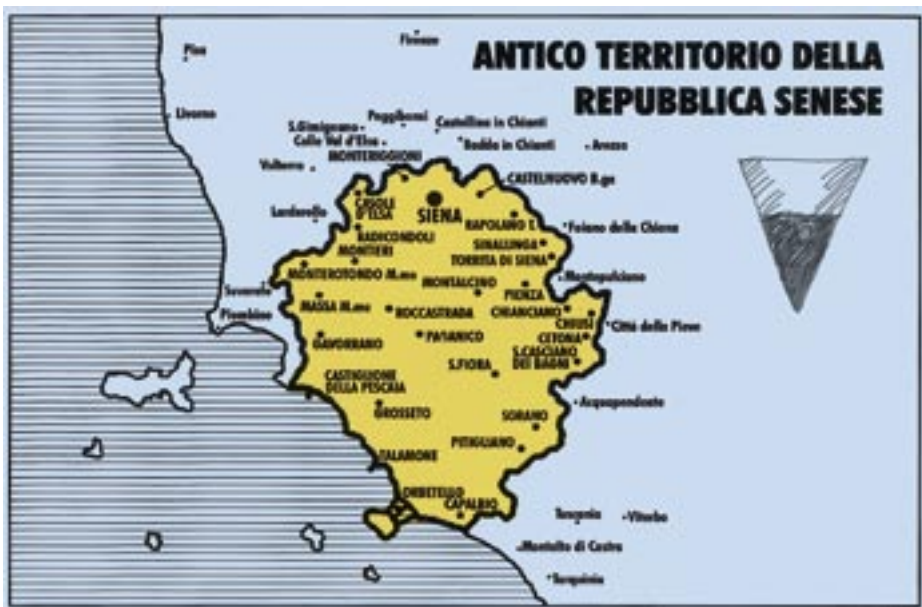 ANTICO TERRITORIO DELLA
REPUBBLICA SENESE
Firenze
Pisa
Livorno
Poggibonsi
S.Gimignano
Castellina in Chianti
Colle Val d'Elsa
Radda in Chianti
Arezzo
Volterra
MONTERIGGIONI
CASTELNUOVO B.ga
CASOLE
D'ELSA
SIENA
Larderello
RAPOLANO T.
Foiano della Chiana
RADICONDOLI
SINALUNGA
MONTIERI
TORRITA DI SIENA
MONTEROTONDO M.mo
Montepulciano
MONTALCINO
Suvereto
PIENZA
MASSA M.ma
CHIANCIANO
Piombino
ROCCASTRADA
CHIUSI
Città della Pieve
GAVORRANO
PAGANICO
CETONA
S.FIORA
S.CASCIANO
DEI BAGNI
CASTIGLIONE
DELLA PESCAIA
Acquapendente
GROSSETO
SORANO
PITIGLIANO
TALAMONE
ORBETELLO
CAPALBIO
Tuscania
Viterbo
Montalto di Castro
Tarquinia